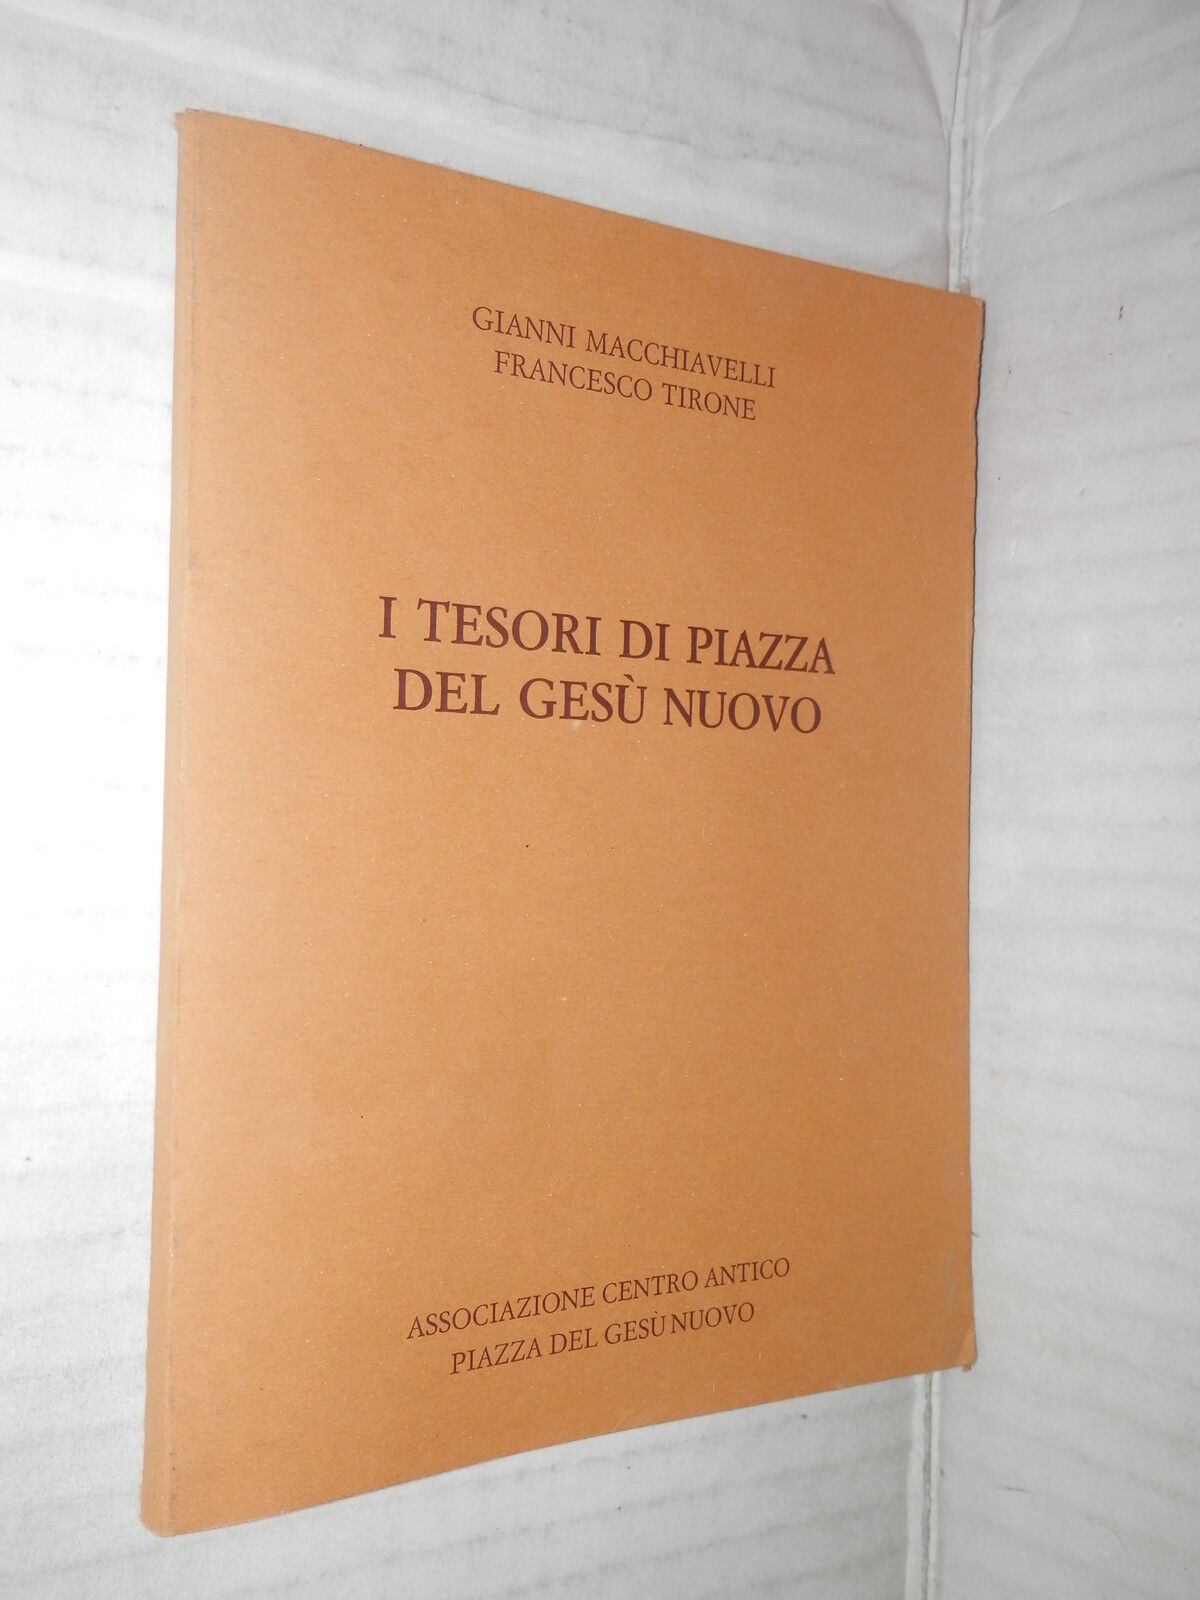 GIANNI MACCHIAVELLI
FRANCESCO TIRONE
I TESORI DI PIAZZA
DEL GESÙ NUOVO
ASSOCIAZIONE CENTRO ANTICO
PIAZZA DEL GESÙ NUOVO